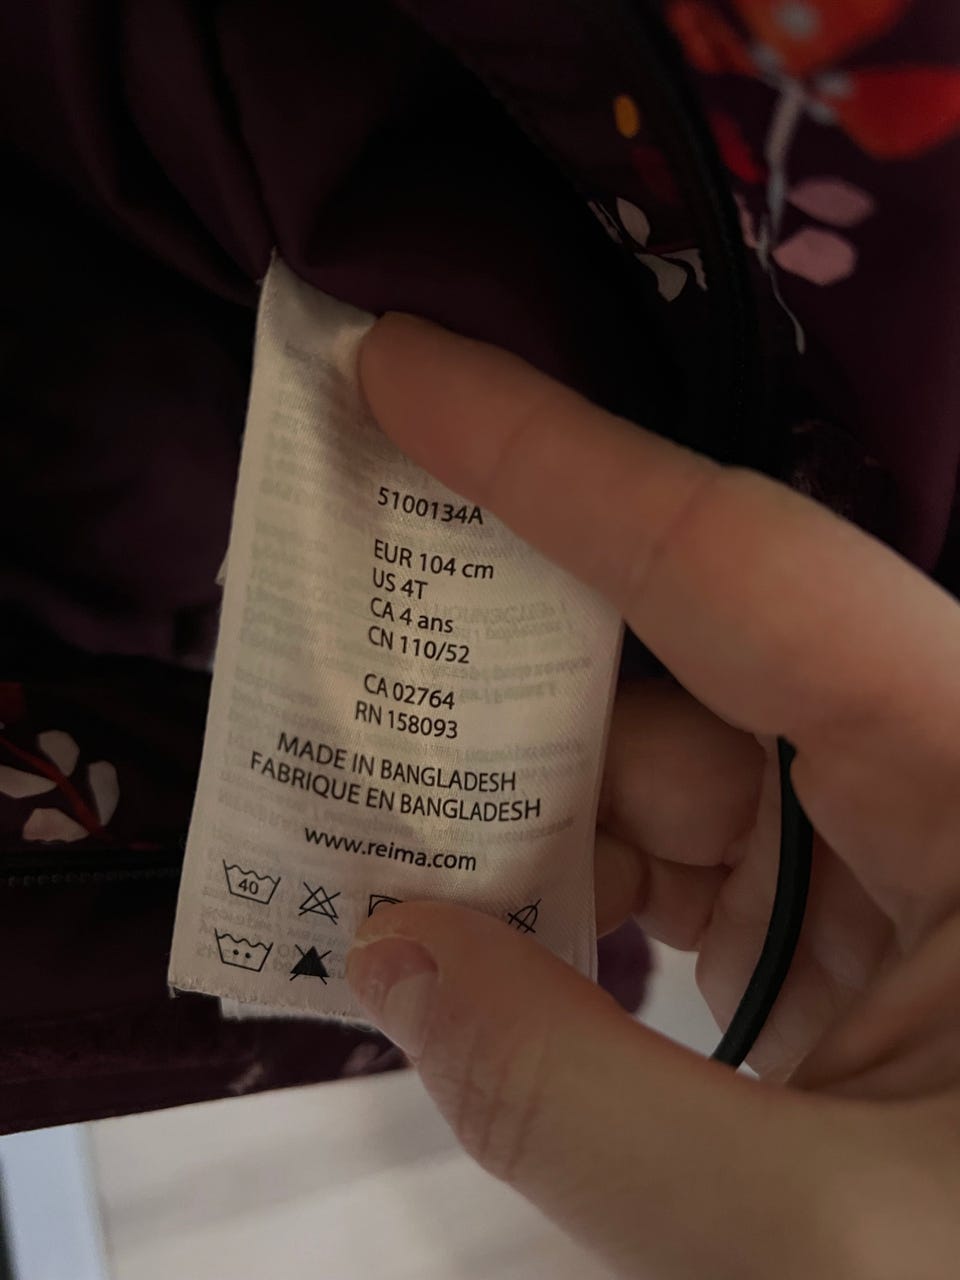 5100134A
EUR 104 cm
US 4T
CA 4 ans
CN 110/52
CA 02764
RN 158093
MADE IN BANGLADESH
FABRIQUE EN BANGLADESH
www.reima.com
40